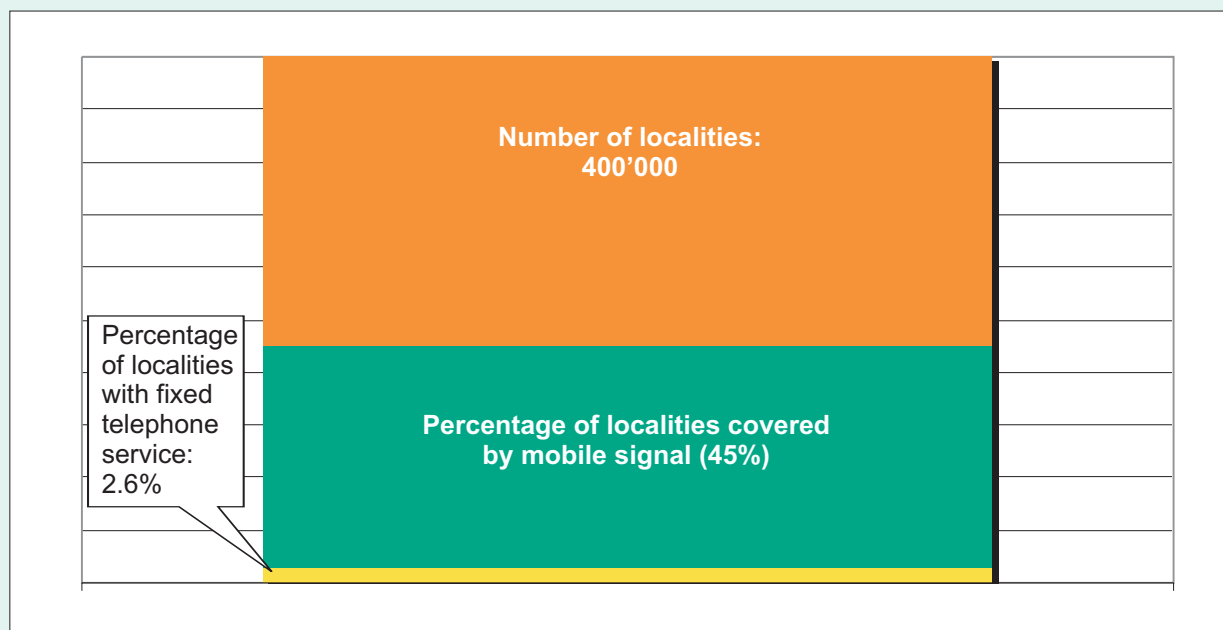 Number of localities:
400’000
Percentage
of localities
with fixed
telephone
service:
2.6%
Percentage of localities covered
by mobile signal (45%)